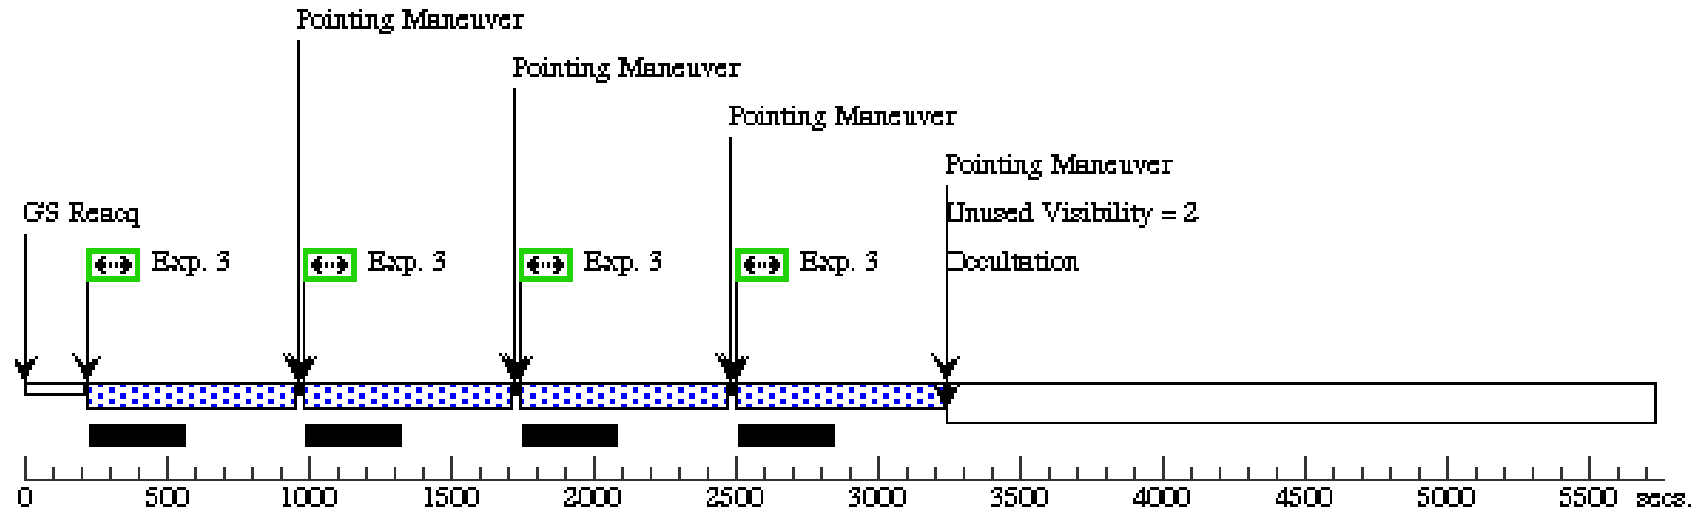 Pointing Maneuver
Pointing Maneuver
Pointing Maneuver
Pointing Maneuver
GS Reacq
Unused Visibility = 2
Exp. 3
Exp. 3
Exp. 3
Exp. 3
Occultation
0 500 1000 1500 2000 2500 3000 3500 4000 4500 5000 5500 secs.